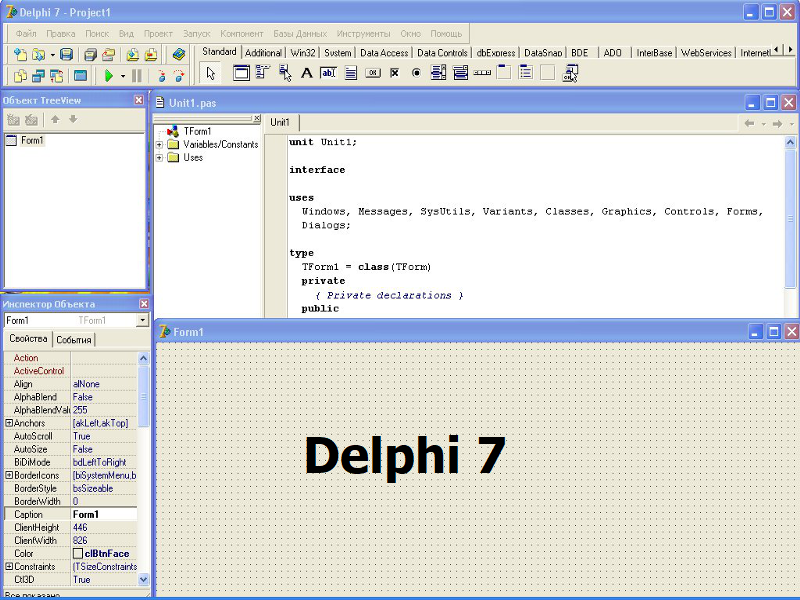 Delphi 7 - Project1
Файл Правка Поиск Вид Проект Запуск Компонент Базы Данных Инструменты Окно Помощь
Standard Additional Win32 System Data Access Data Controls dbExpress DataSnap BDE ADO InterBase WebServices InternetE
Объект TreeView
Form1
Unit1.pas
TForm1
Variables/Constants
Uses
Unit1
unit Unit1;
interface
uses
Windows, Messages, SysUtils, Variants, Classes, Graphics, Controls, Forms,
Dialogs;
type
TForm1 = class(TForm)
private
{ Private declarations }
public
Инспектор Объекта
Form1 TForm1
Свойства События
Action
ActiveControl
Align alNone
AlphaBlend False
AlphaBlendValu 255
Anchors [akLeft,akTop]
AutoScroll True
AutoSize False
BiDiMode bdLeftToRight
BorderIcons [biSystemMenu,b
BorderStyle bsSizeable
BorderWidth 0
Caption Form1
ClientHeight 446
ClientWidth 826
Color clBtnFace
Constraints (TSizeConstraints
Ctl3D True
Все показано
Form1
Delphi 7